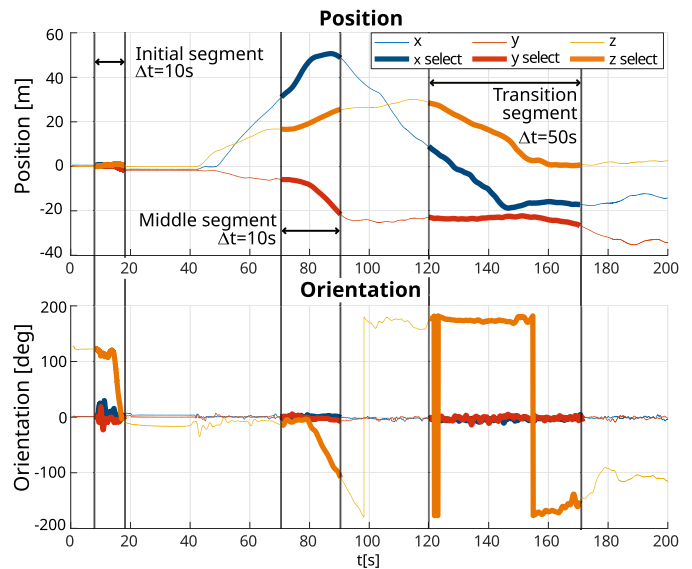 Position
Position [m]
60
40
20
0
-20
-40
x y z
x select y select z select
Initial segment
Δt=10s
Middle segment
Δt=10s
Transition
segment
Δt=50s
0 20 40 60 80 100 120 140 160 180 200
Orientation
Orientation [deg]
200
100
0
-100
-200
0 20 40 60 80 100 120 140 160 180 200
t[s]